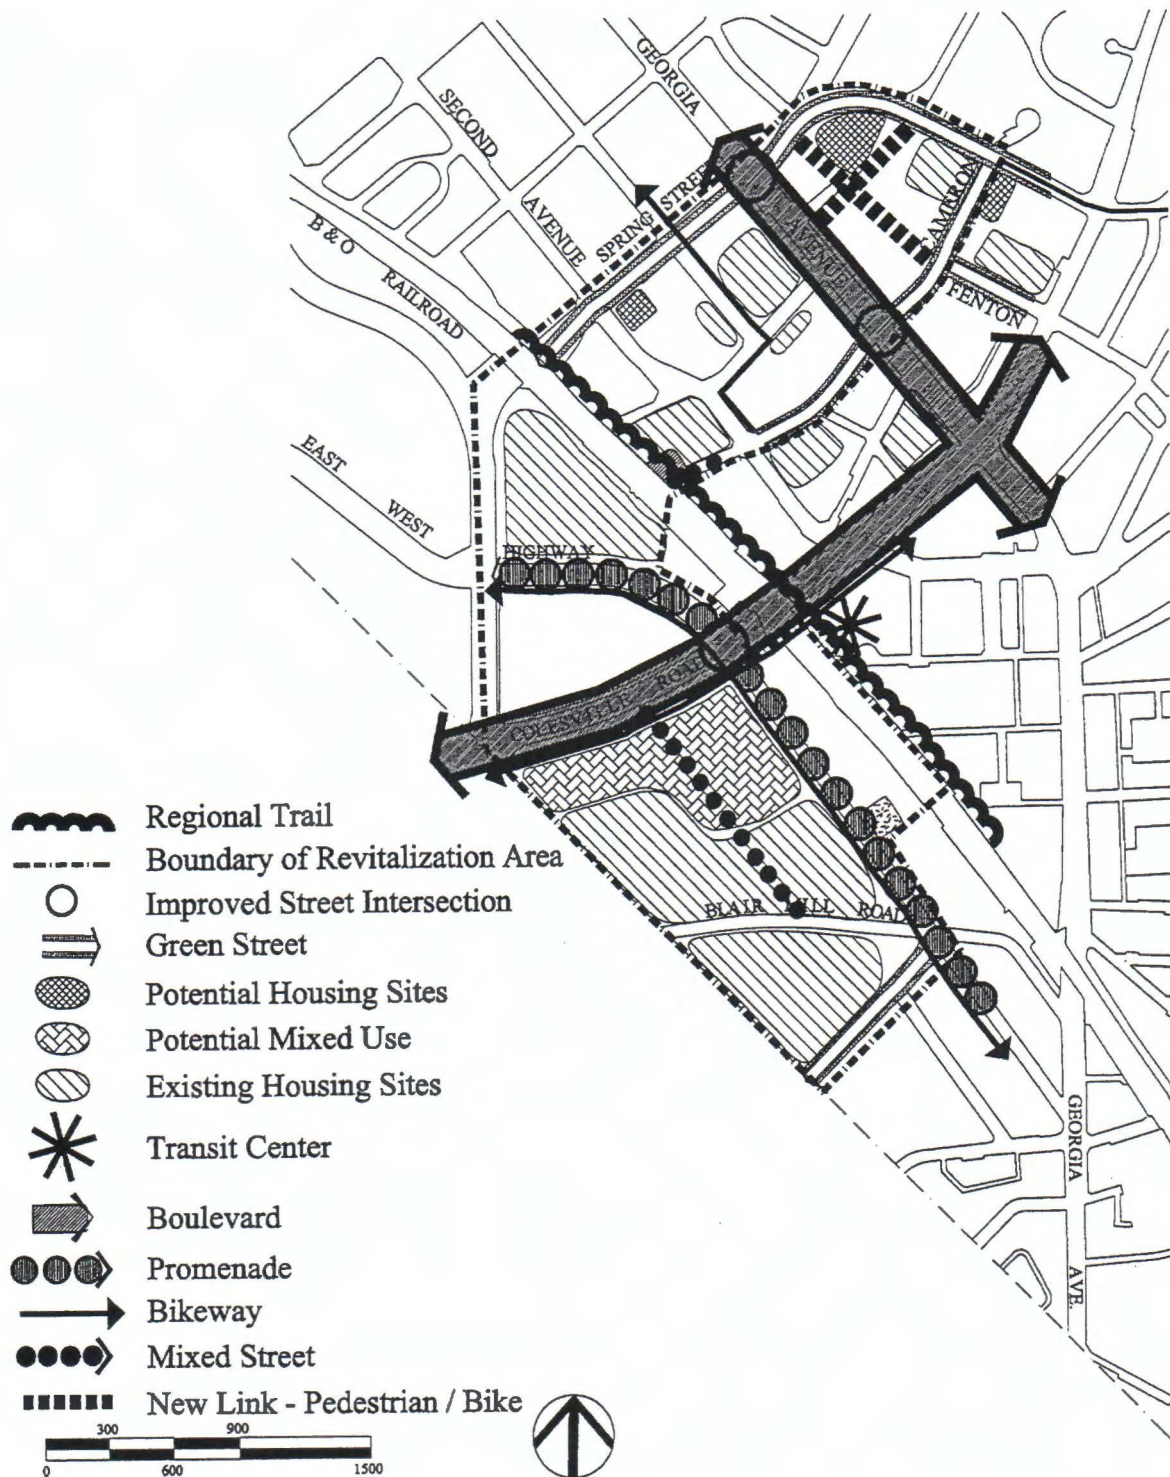 GEORGIA
SECOND
AVENUE
SPRING STREET
AVENUE
CAMERON
FENTON
B & O
RAILROAD
EAST
WEST
HIGHWAY
COLESVILLE ROAD
BLAIR MILL ROAD
GEORGIA
AVE.
Regional Trail
Boundary of Revitalization Area
Improved Street Intersection
Green Street
Potential Housing Sites
Potential Mixed Use
Existing Housing Sites
Transit Center
Boulevard
Promenade
Bikeway
Mixed Street
New Link - Pedestrian / Bike
300 900
0 600 1500